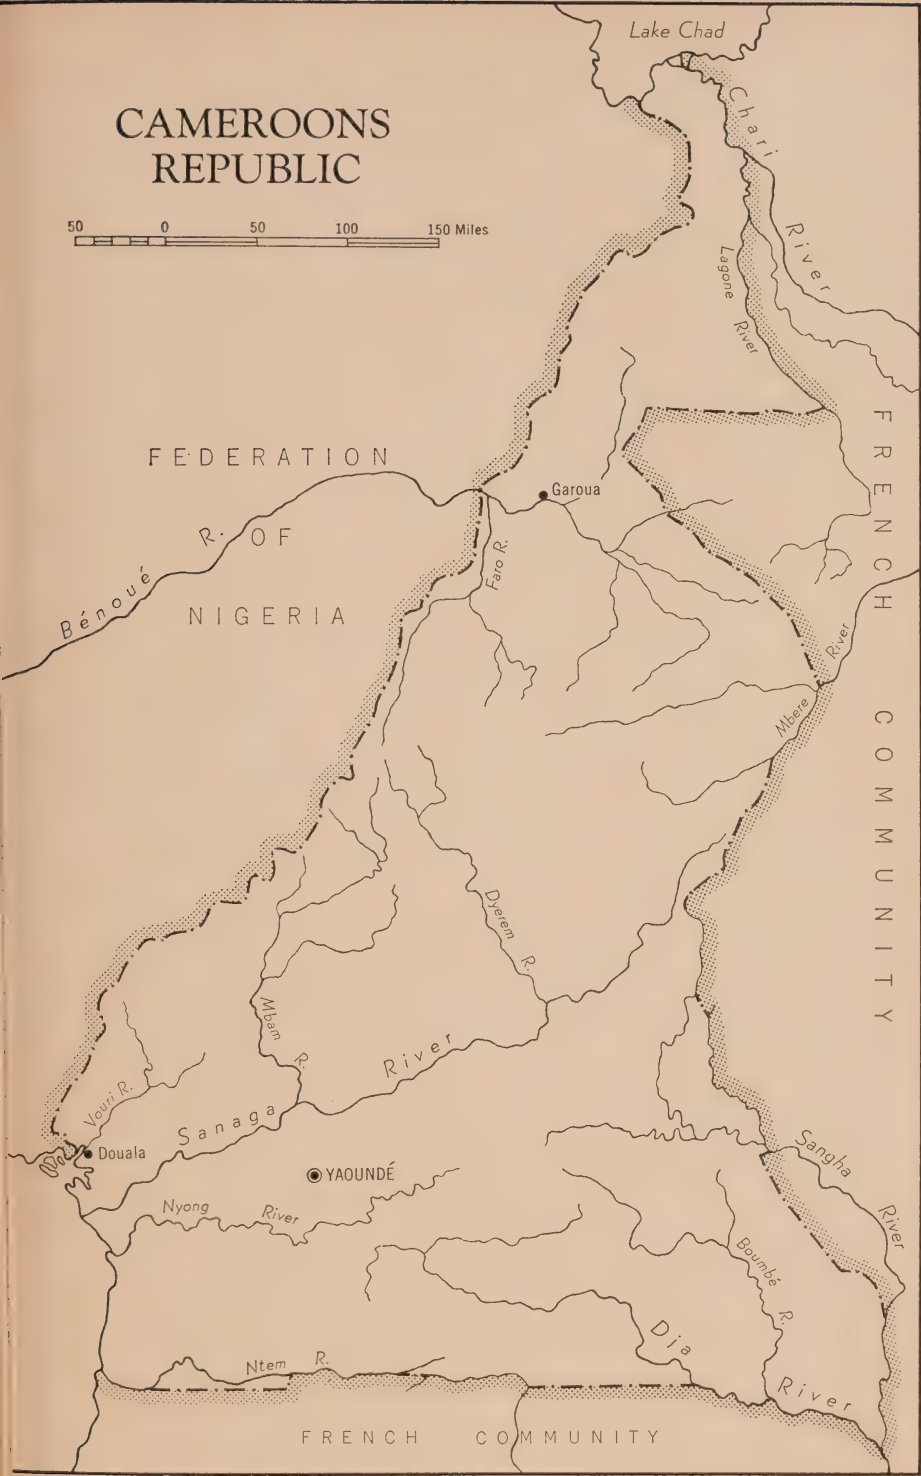 Lake Chad
CAMEROONS
REPUBLIC
50 0 50 100 150 Miles
Chari River
Lagone River
FEDERATION
OF
NIGERIA
Bénoué R.
Garoua
Faro R.
Mbere River
FRENCH COMMUNITY
Dyerem R.
Mbam R.
Sanaga River
Vouri R.
Douala
YAOUNDÉ
Nyong River
Sangha River
Boumbé R.
Dja River
Ntem R.
FRENCH COMMUNITY